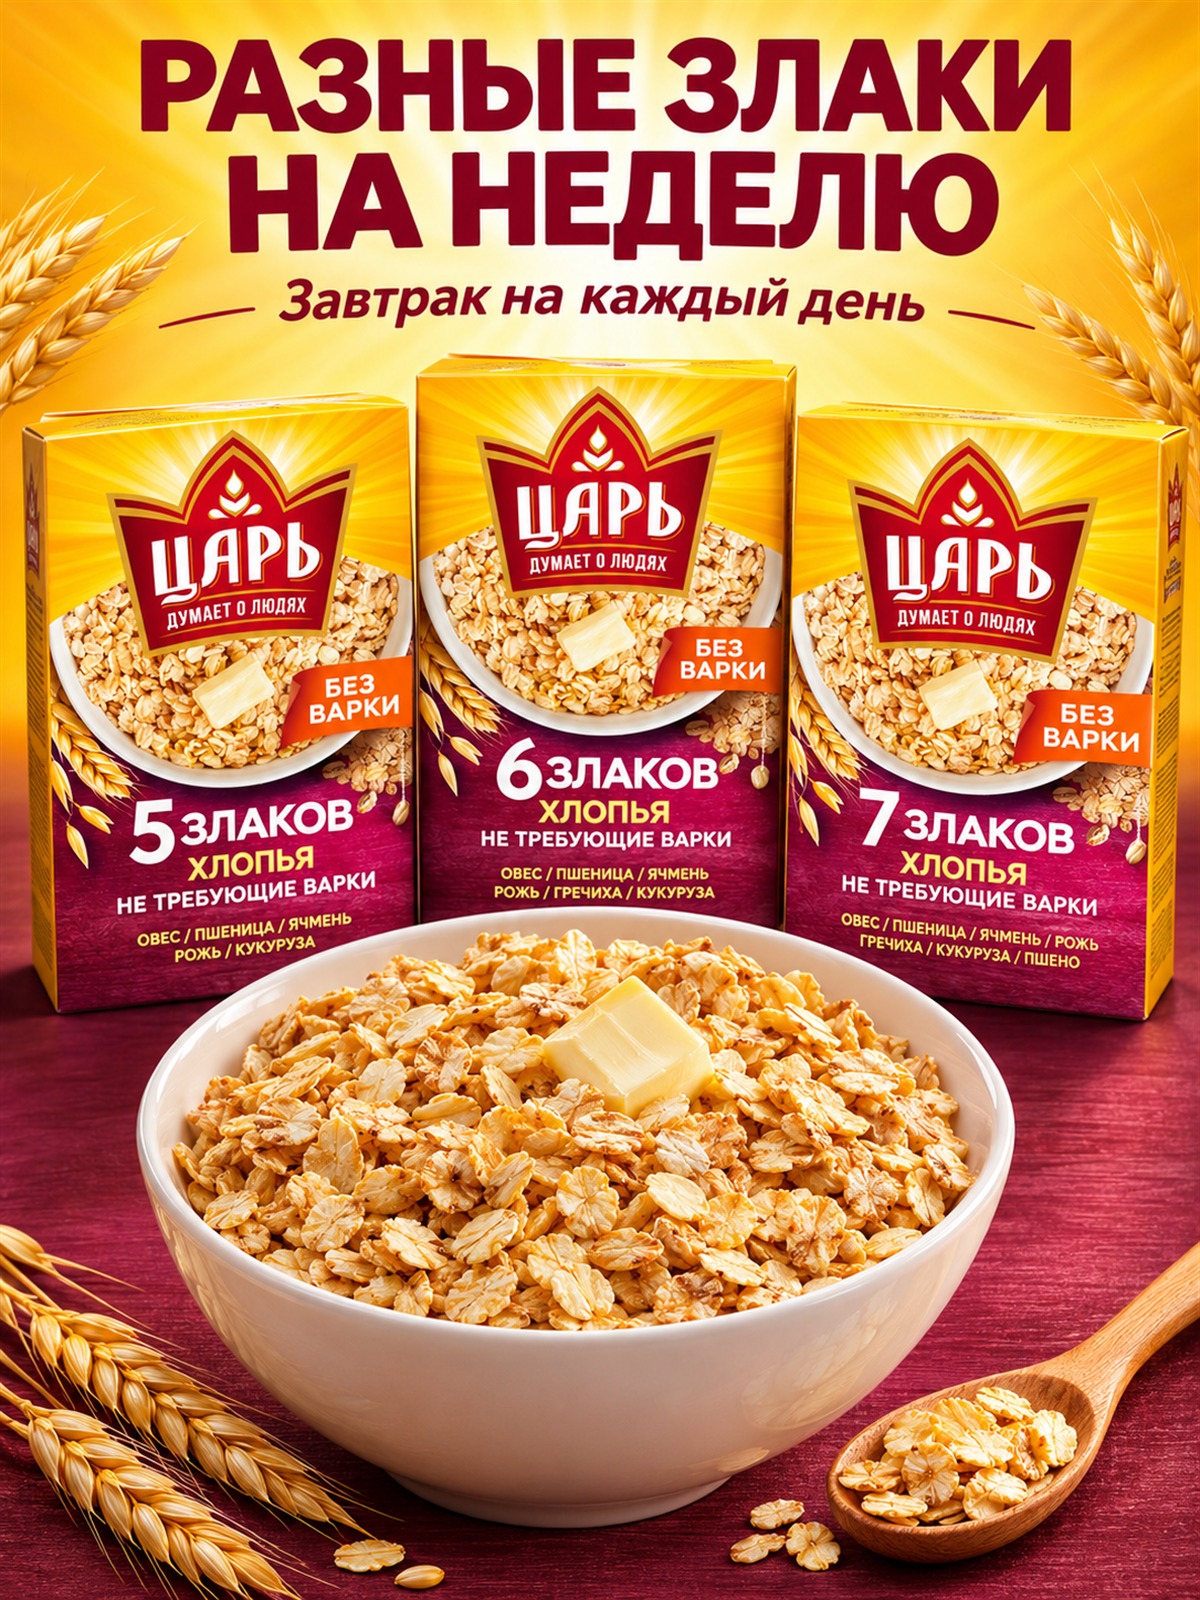 РАЗНЫЕ ЗЛАКИ
НА НЕДЕЛЮ
Завтрак на каждый день
ЦАРЬ
ДУМАЕТ О ЛЮДЯХ
БЕЗ
ВАРКИ
5 ЗЛАКОВ
ХЛОПЬЯ
НЕ ТРЕБУЮЩИЕ ВАРКИ
ОВЕС / ПШЕНИЦА / ЯЧМЕНЬ
РОЖЬ / КУКУРУЗА
ЦАРЬ
ДУМАЕТ О ЛЮДЯХ
БЕЗ
ВАРКИ
6 ЗЛАКОВ
ХЛОПЬЯ
НЕ ТРЕБУЮЩИЕ ВАРКИ
ОВЕС / ПШЕНИЦА / ЯЧМЕНЬ
РОЖЬ / ГРЕЧИХА / КУКУРУЗА
ЦАРЬ
ДУМАЕТ О ЛЮДЯХ
БЕЗ
ВАРКИ
7 ЗЛАКОВ
ХЛОПЬЯ
НЕ ТРЕБУЮЩИЕ ВАРКИ
ОВЕС / ПШЕНИЦА / ЯЧМЕНЬ / РОЖЬ
ГРЕЧИХА / КУКУРУЗА / ПШЕНО